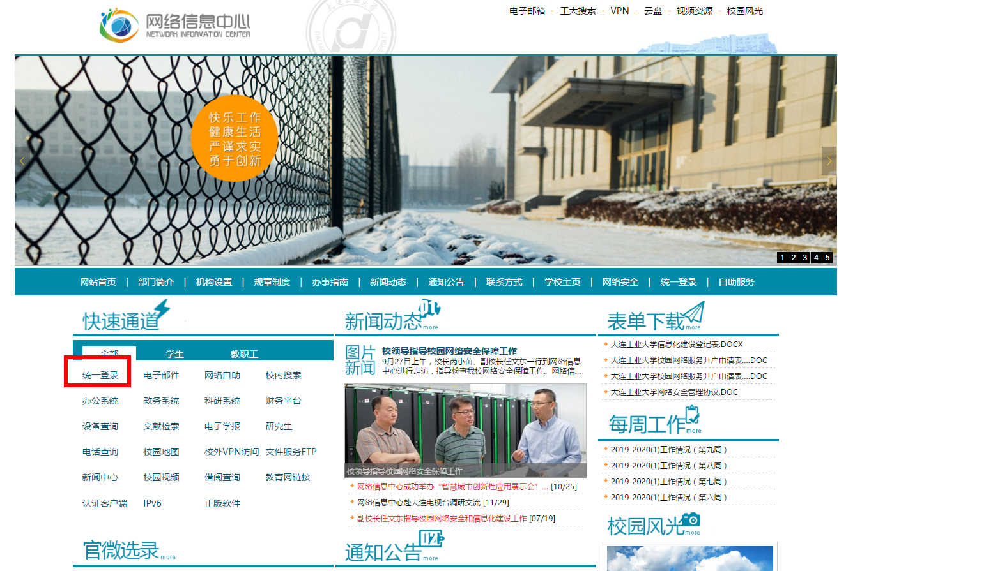 网络信息中心
NETWORK INFORMATION CENTER
电子邮箱 - 工大搜索 - VPN - 云盘 - 视频资源 - 校园风光
快乐工作
健康生活
严谨求实
勇于创新
1 2 3 4 5
网站首页 | 部门简介 | 机构设置 | 规章制度 | 办事指南 | 新闻动态 | 通知公告 | 联系方式 | 学校主页 | 网络安全 | 统一登录 | 自助服务
快速通道
全部 学生 教职工
统一登录 电子邮件 网络自助 校内搜索
办公系统 教务系统 科研系统 财务平台
设备查询 文献检索 电子学报 研究生
电话查询 校园地图 校外VPN访问 文件服务FTP
新闻中心 校园视频 借阅查询 教育网链接
认证客户端 IPv6 正版软件
官微选录 more
新闻动态 01 more
图片
新闻
校领导指导校园网络安全保障工作
9月27日上午，校长芮小苗、副校长任文东一行到网络信息
中心进行走访，指导检查我校网络安全保障工作。网络信...
校领导指导校园网络安全保障工作
网络信息中心成功举办“智慧城市创新性应用展示会” ... [10/25]
网络信息中心赴大连电视台调研交流 [11/29]
副校长任文东指导校园网络安全和信息化建设工作 [07/19]
通知公告 02 more
表单下载 more
大连工业大学信息化建设登记表.DOCX
大连工业大学校园网络服务开户申请表....DOC
大连工业大学校园网络服务开户申请表....DOC
大连工业大学网络安全管理协议.DOC
每周工作 more
2019-2020(1)工作情况（第九周）
2019-2020(1)工作情况（第八周）
2019-2020(1)工作情况（第七周）
2019-2020(1)工作情况（第六周）
校园风光 more